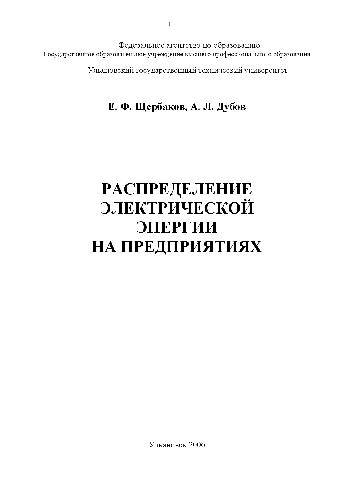 1
Федеральное агентство по образованию
Государственное образовательное учреждение высшего профессионального образования
Ульяновский государственный технический университет
Е. Ф. Щербаков, А. Л. Дубов
РАСПРЕДЕЛЕНИЕ
ЭЛЕКТРИЧЕСКОЙ
ЭНЕРГИИ
НА ПРЕДПРИЯТИЯХ
Ульяновск 2006